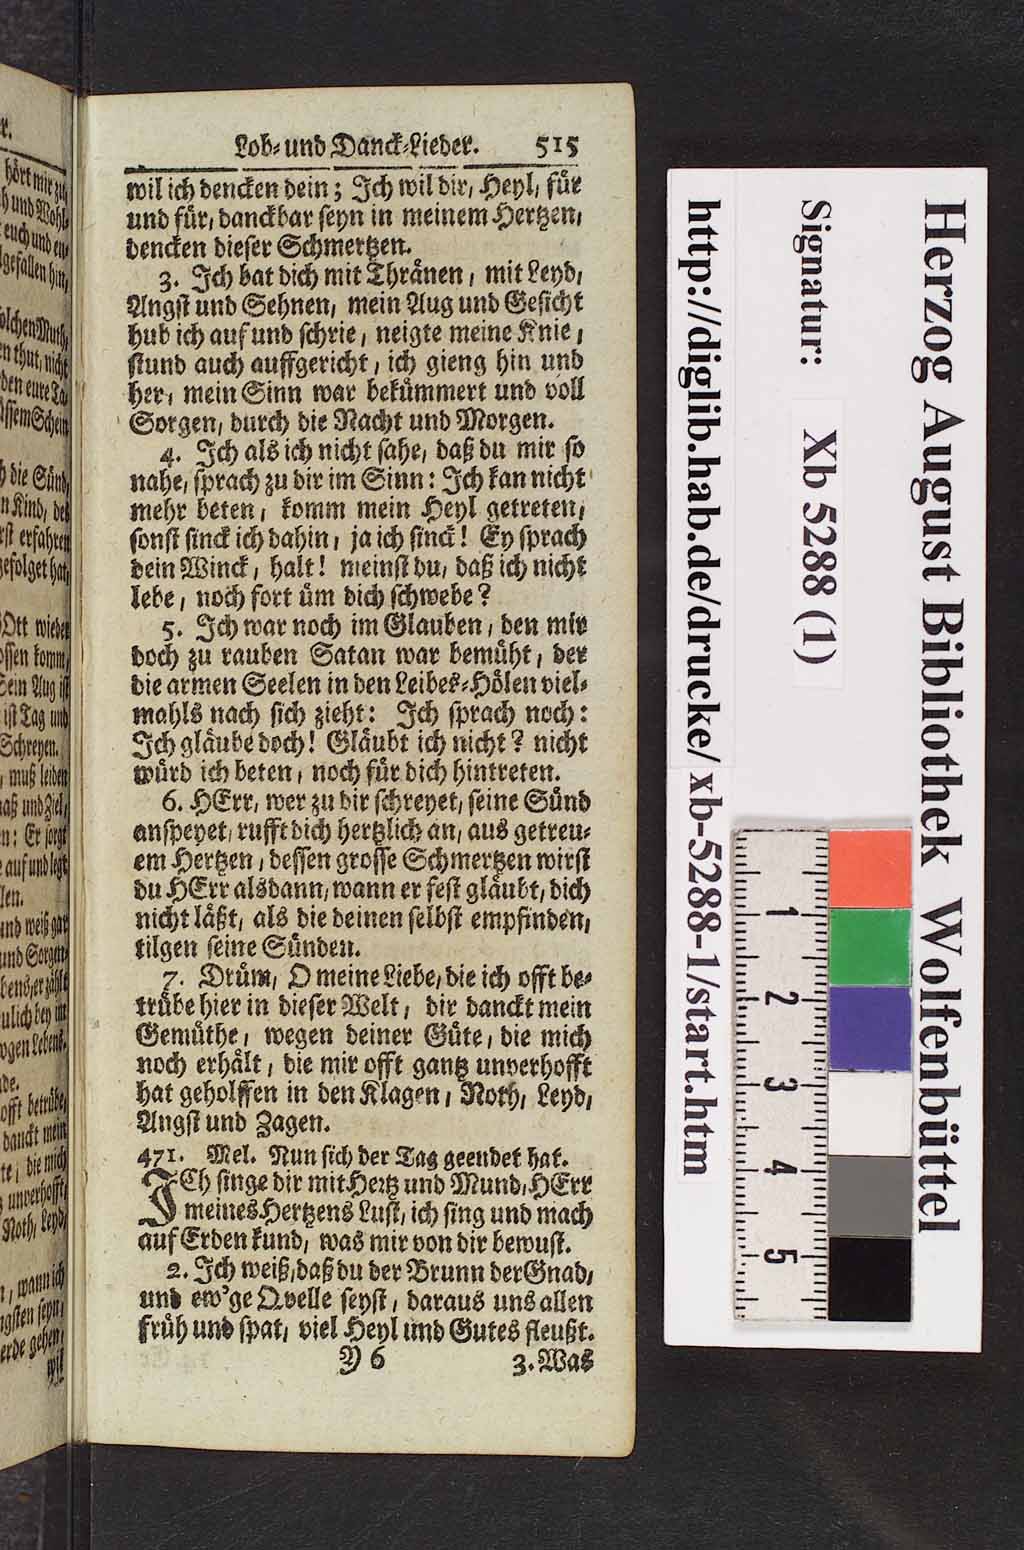 Lob- und Danck-Lieder. 515
wil ich dencken dein; Ich wil dir, Heyl, für
und für, danckbar seyn in meinem Hertzen,
dencken dieser Schmertzen.
3. Ich bat dich mit Thränen, mit Leyd,
Angst und Sehnen, mein Aug und Gesicht
hub ich auf und schrie, neigte meine Knie,
stund auch auffgericht, ich gieng hin und
her, mein Sinn war bekümmert und voll
Sorgen, durch die Nacht und Morgen.
4. Ich als ich nicht sahe, daß du mir so
nahe, sprach zu dir im Sinn: Ich kan nicht
mehr beten, komm mein Heyl getreten,
sonst sinck ich dahin, ja ich sinck! Ey sprach
dein Winck, halt! meinst du, daß ich nicht
lebe, noch fort üm dich schwebe?
5. Ich war noch im Glauben, den mir
doch zu rauben Satan war bemüht, der
die armen Seelen in den Leibes-Hölen viel-
mahls nach sich zieht: Ich sprach noch:
Ich gläube doch! Gläubt ich nicht? nicht
würd ich beten, noch für dich hintreten.
6. HErr, wer zu dir schreyet, seine Sünd
anspeyet, rufft dich hertzlich an, aus getreu-
em Hertzen, dessen grosse Schmertzen wirst
du HErr alsdann, wann er fest gläubt, dich
nicht läßt, als die deinen selbst empfinden,
tilgen seine Sünden.
7. Drüm, O meine Liebe, die ich offt be-
trübe hier in dieser Welt, dir danckt mein
Gemüthe, wegen deiner Güte, die mich
noch erhält, die mir offt gantz unverhofft
hat geholffen in den Klagen, Noth, Leyd,
Angst und Zagen.
471. Mel. Nun sich der Tag geendet hat.
ICh singe dir mit Hertz und Mund, HErr
meines Hertzens Lust, ich sing und mach
auf Erden kund, was mir von dir bewust.
2. Ich weiß, daß du der Brunn der Gnad,
und ew'ge Qvelle seyst, daraus uns allen
früh und spat, viel Heyl und Gutes fleußt.
Y 6 3. Was
Herzog August Bibliothek Wolfenbüttel
Signatur: Xb 5288 (1)
http://diglib.hab.de/drucke/ xb-5288-1/start.htm
1
2
3
4
5